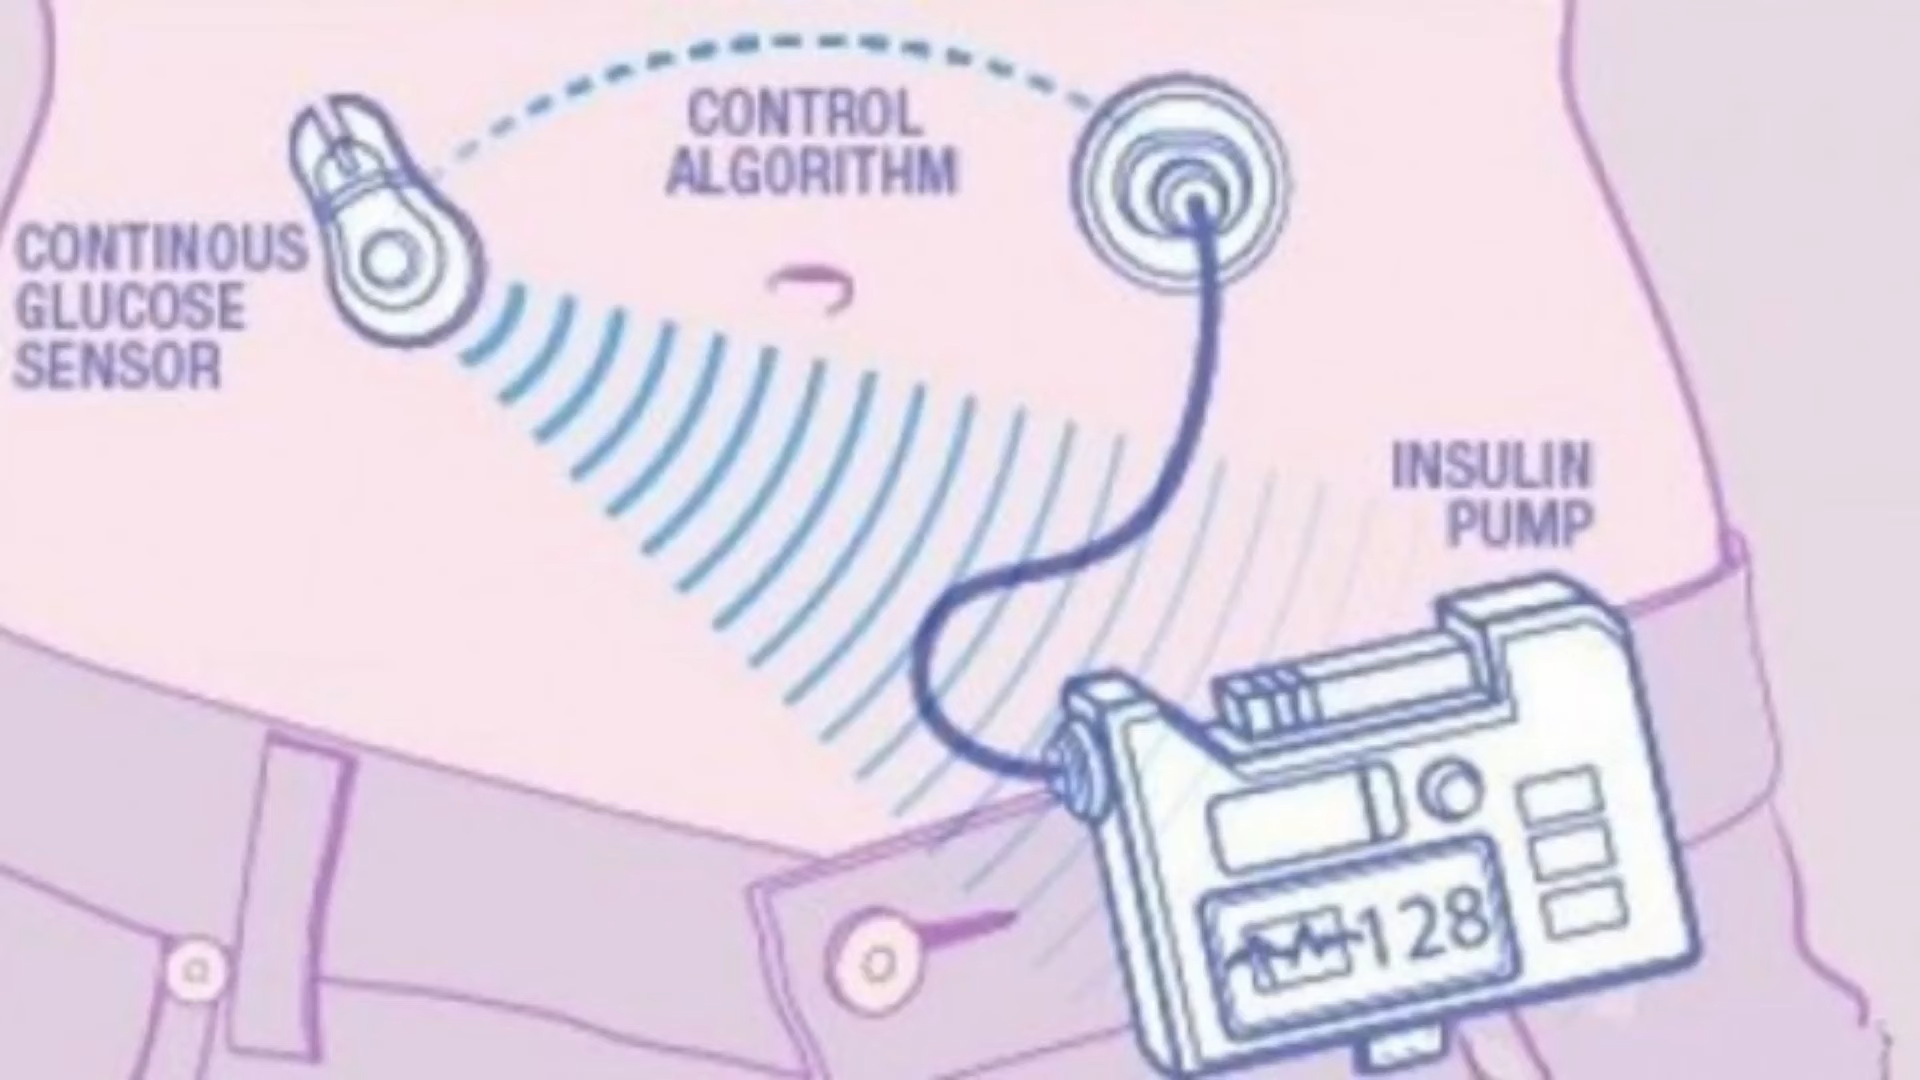 CONTROL
ALGORITHM
CONTINOUS
GLUCOSE
SENSOR
INSULIN
PUMP
128